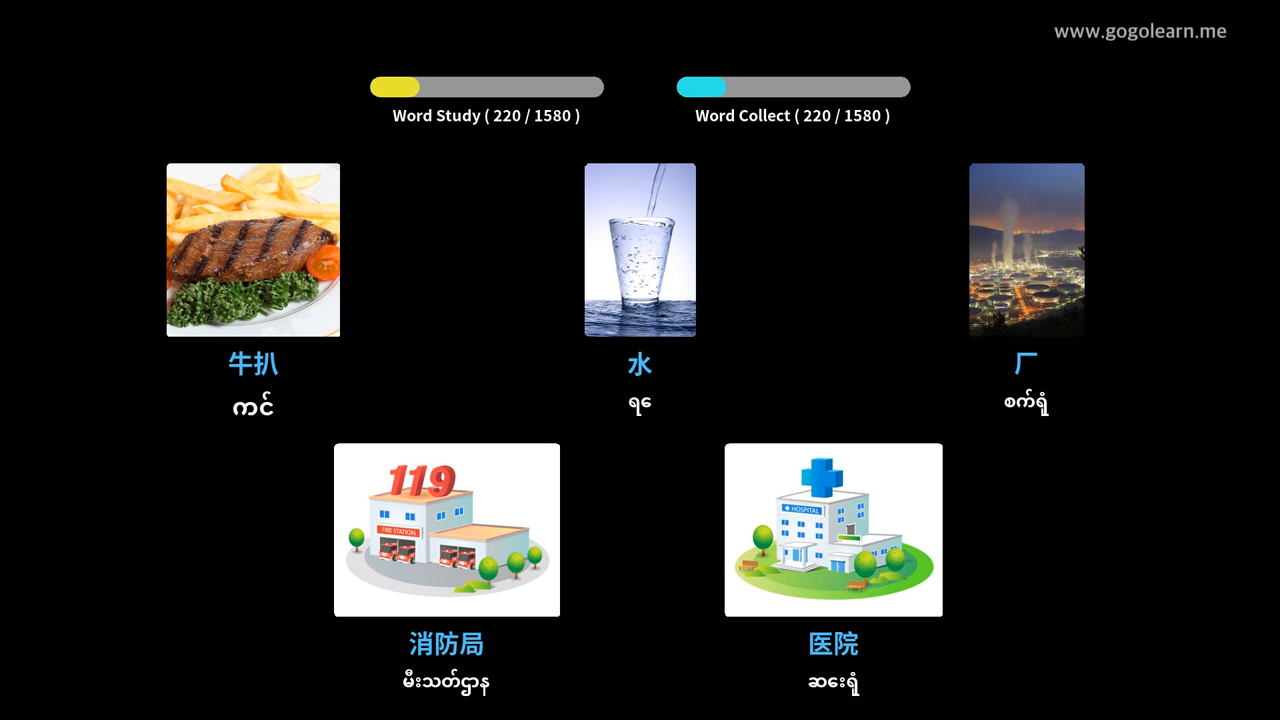 www.gogolearn.me
Word Study ( 220 / 1580 )
Word Collect ( 220 / 1580 )
牛扒
水
厂
ကင်
ရေ
စက်ရုံ
119
FIRE STATION
HOSPITAL
消防局
医院
မီးသတ်ဌာန
ဆေးရုံ